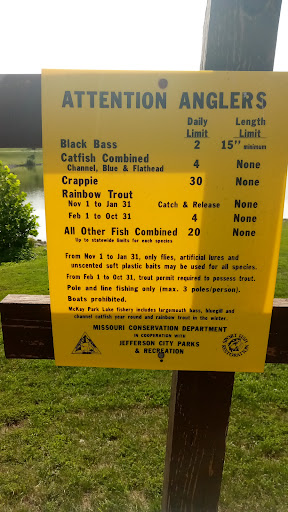 ATTENTION ANGLERS
Daily Length
Limit Limit
Black Bass 2 15" minimum
Catfish Combined 4 None
Channel, Blue & Flathead
Crappie 30 None
Rainbow Trout
Nov 1 to Jan 31 Catch & Release None
Feb 1 to Oct 31 4 None
All Other Fish Combined 20 None
Up to statewide limits for each species
From Nov 1 to Jan 31, only flies, artificial lures and
unscented soft plastic baits may be used for all species.
From Feb 1 to Oct 31, trout permit required to possess trout.
Pole and line fishing only (max. 3 poles/person).
Boats prohibited.
McKay Park Lake fishery includes largemouth bass, bluegill and
channel catfish year round and rainbow trout in the winter.
MISSOURI CONSERVATION DEPARTMENT
IN COOPERATION WITH
JEFFERSON CITY PARKS
& RECREATION